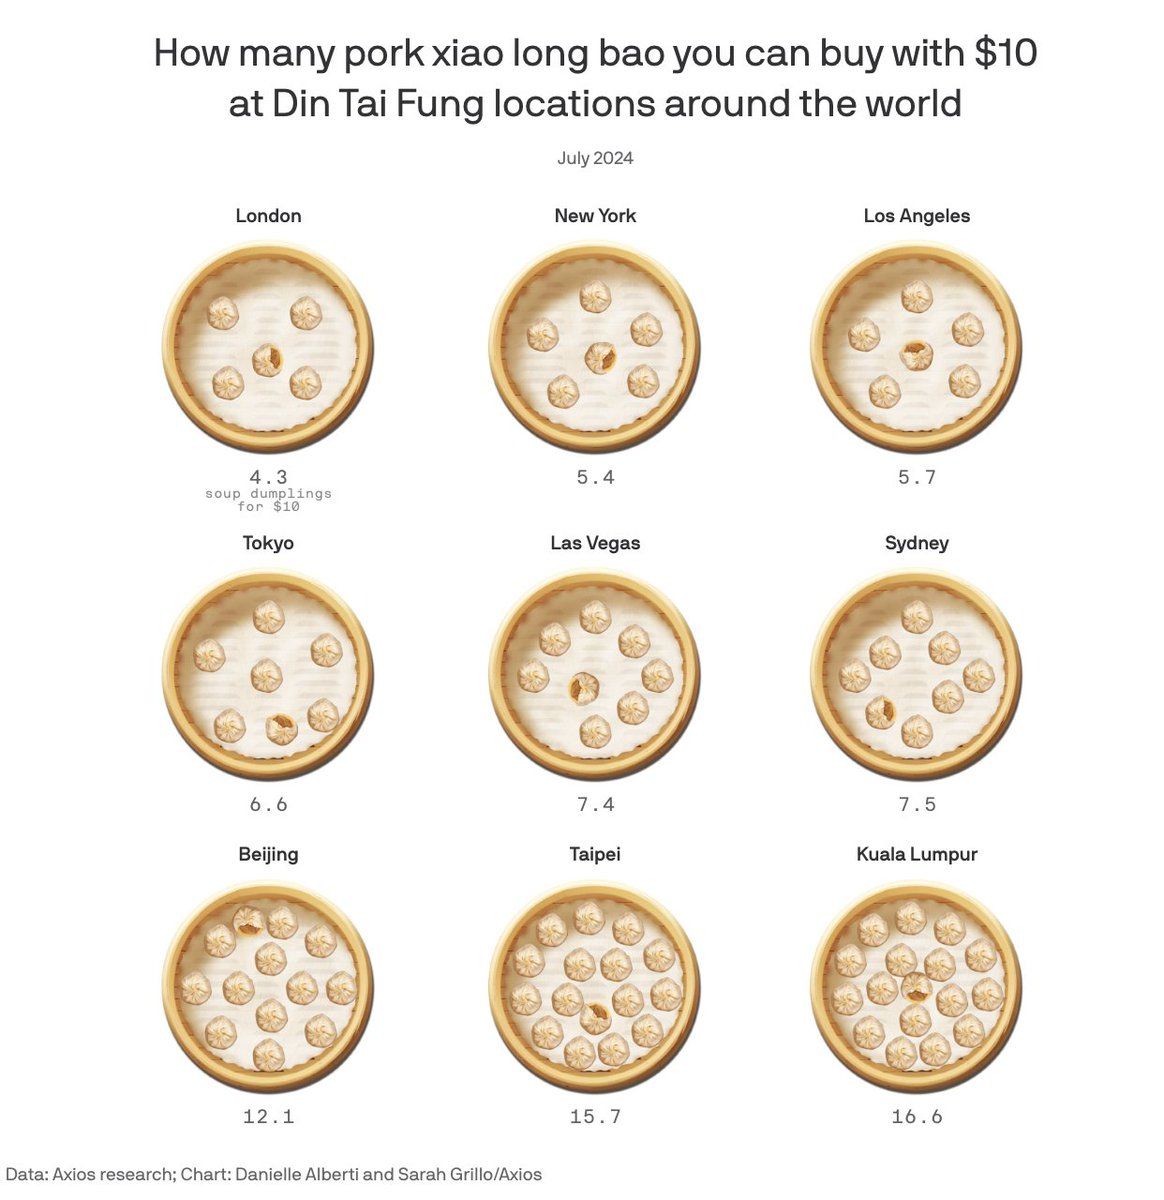 How many pork xiao long bao you can buy with $10
at Din Tai Fung locations around the world
July 2024
London
New York
Los Angeles
4.3
soup dumplings
for $10
5.4
5.7
Tokyo
Las Vegas
Sydney
6.6
7.4
7.5
Beijing
Taipei
Kuala Lumpur
12.1
15.7
16.6
Data: Axios research; Chart: Danielle Alberti and Sarah Grillo/Axios